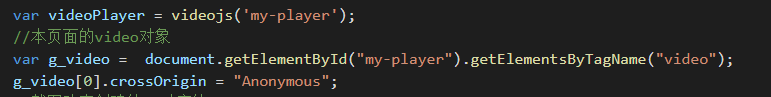 var videoPlayer = videojs('my-player');
//本页面的video对象
var g_video =  document.getElementById("my-player").getElementsByTagName("video");
g_video[0].crossOrigin = "Anonymous";